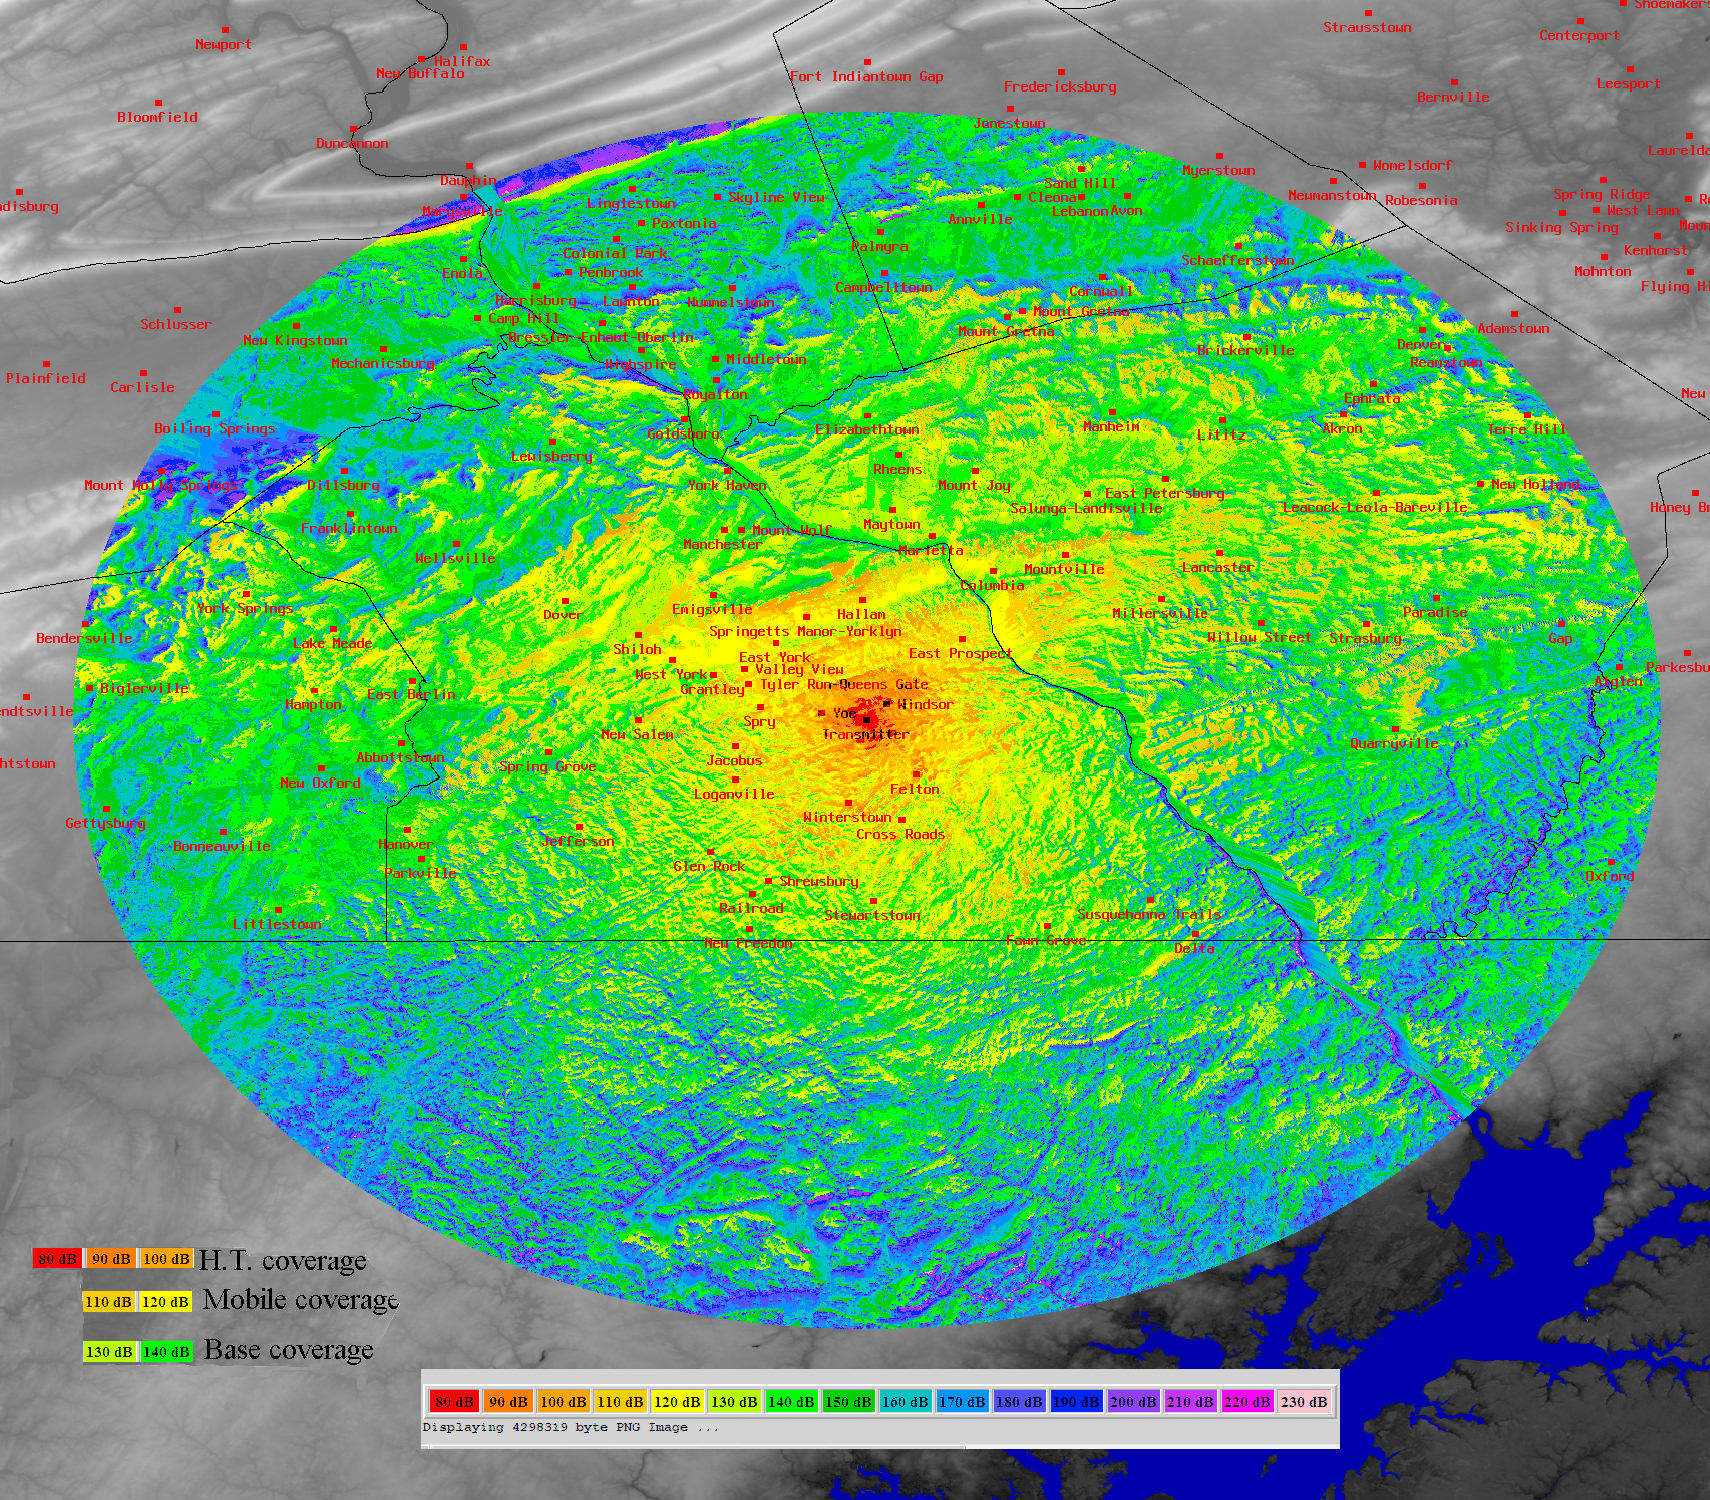 Shoemakers
Strausstown
Centerport
Newport
Halifax
New Buffalo
Fort Indiantown Gap
Fredericksburg
Leesport
Bernville
Bloomfield
Jonestown
Duncannon
Laurelda
Womelsdorf
Myerstown
Dauphin
Sand Hill
Newmanstown
Robesonia
Spring Ridge
Linglestown
Skyline View
Cleona
Lebanon
Avon
disburg
Marysville
Annville
West Lawn
Paxtonia
Sinking Spring
Palmyra
Colonial Park
Kenhorst
Schaefferstown
Enola
Penbrook
Mohnton
Campbelltown
Cornwall
Flying Hi
Harrisburg
Lawnton
Hummelstown
Mount Gretna
Schlusser
Camp Hill
Adamstown
Mount Gretna
New Kingstown
Bressler-Enhaut-Oberlin
Denver
Brickerville
Mechanicsburg
Highspire
Middletown
Reamstown
Plainfield
Carlisle
Royalton
New
Ephrata
Boiling Springs
Goldsburg
Elizabethtown
Manheim
Lititz
Akron
Terre Hill
Lewisberry
Rheems
Mount Holly Springs
Dillsburg
York Haven
Mount Joy
East Petersburg
New Holland
Salunga-Landisville
Leacock-Leola-Bareville
Honey Br
Franklintown
Maytown
Mount Wolf
Manchester
Marietta
Wellsville
Mountville
Lancaster
Columbia
York Springs
Dover
Emigsville
Hallam
Millersville
Paradise
Bendersville
Lake Meade
Springetts Manor-Yorklyn
Willow Street
Strasburg
Gap
Shiloh
East York
East Prospect
Valley View
Parkesbu
West York
Atglen
Biglerville
East Berlin
Grantley
Tyler Run-Queens Gate
Hampton
Windsor
endtsville
Yoe
Spry
New Salem
Transmitter
Quarryville
Abbottstown
htstown
Spring Grove
Jacobus
New Oxford
Loganville
Felton
Gettysburg
Winterstown
Cross Roads
Bonneauville
Hanover
Jefferson
Parkville
Glen Rock
Oxford
Shrewsbury
Railroad
Stewartstown
Susquehanna Trails
Littlestown
New Freedom
Fawn Grove
Delta
80 dB 90 dB 100 dB H.T. coverage
110 dB 120 dB Mobile coverage
130 dB 140 dB Base coverage
80 dB 90 dB 100 dB 110 dB 120 dB 130 dB 140 dB 150 dB 160 dB 170 dB 180 dB 190 dB 200 dB 210 dB 220 dB 230 dB
Displaying 4298319 byte PNG Image ...